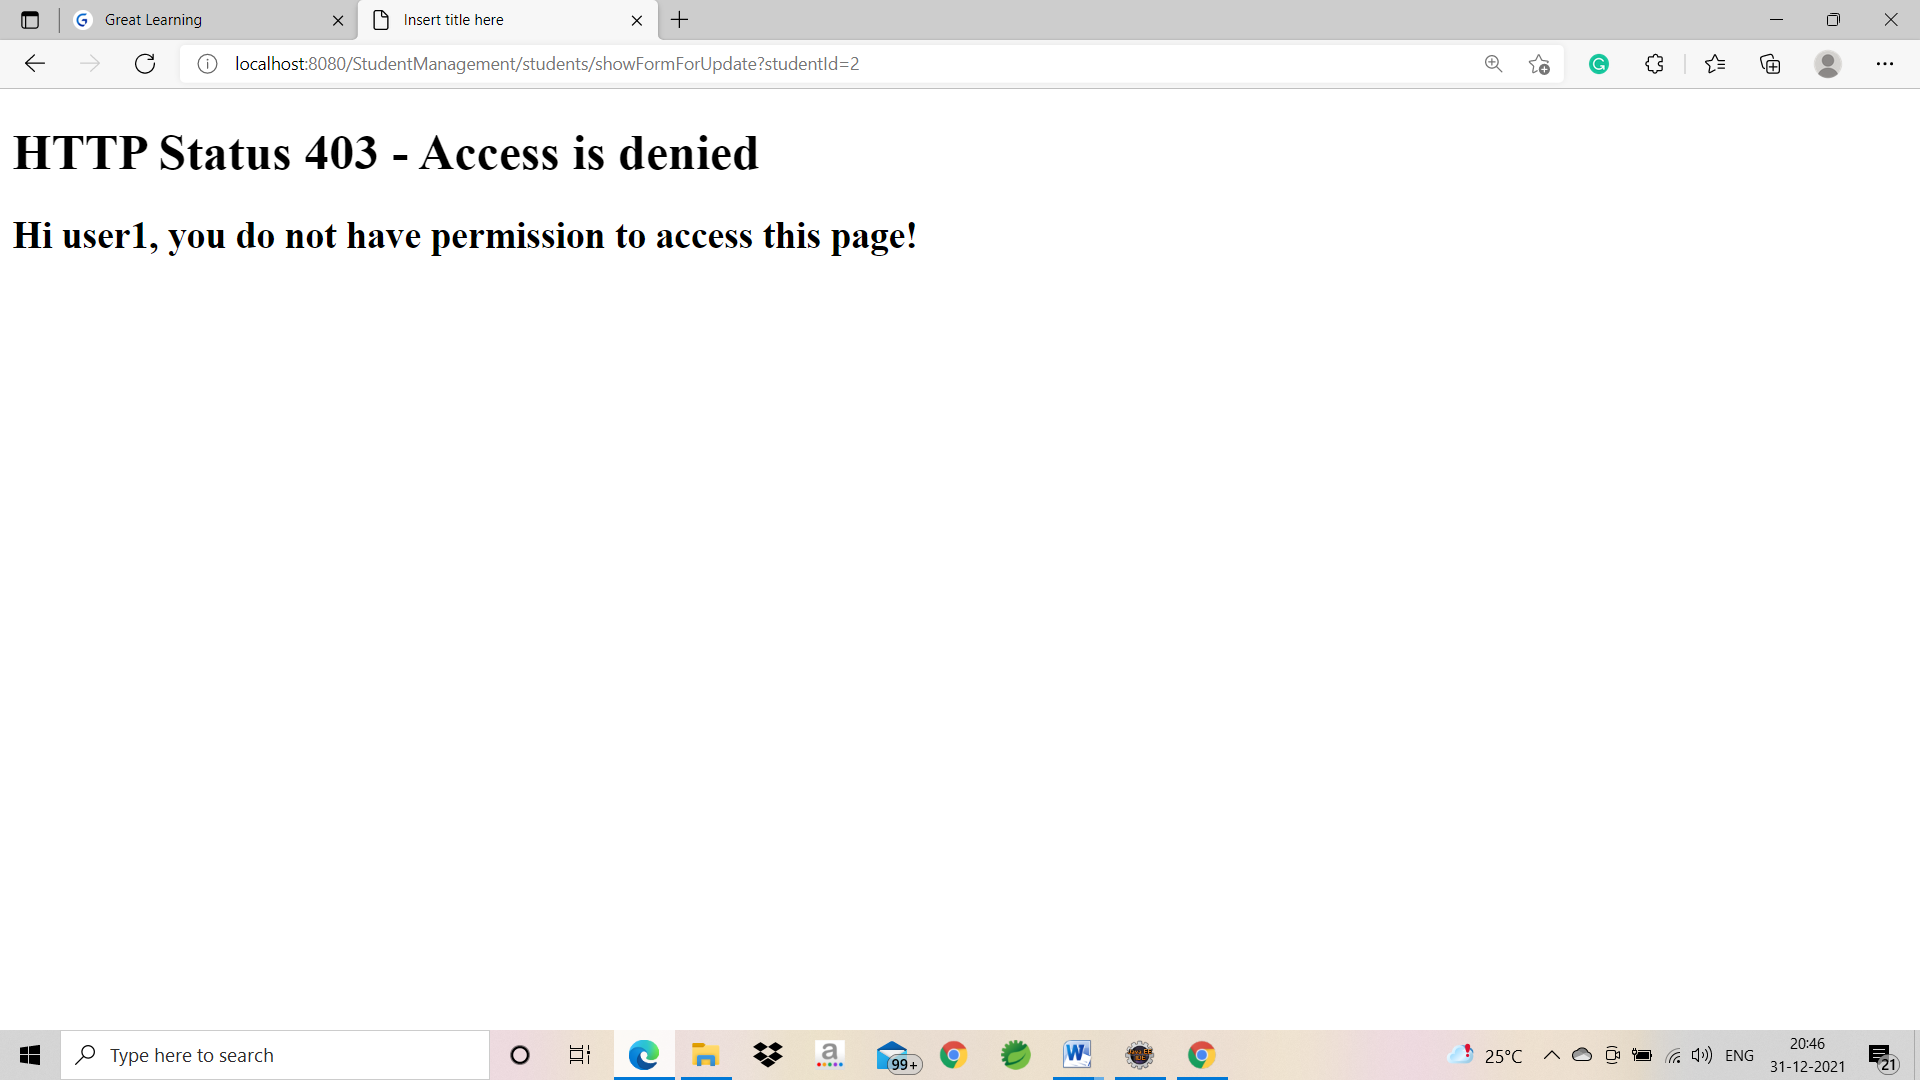 Great Learning
Insert title here
localhost:8080/StudentManagement/students/showFormForUpdate?studentId=2
HTTP Status 403 - Access is denied
Hi user1, you do not have permission to access this page!
Type here to search
99+
25°C
ENG
20:46
31-12-2021
21